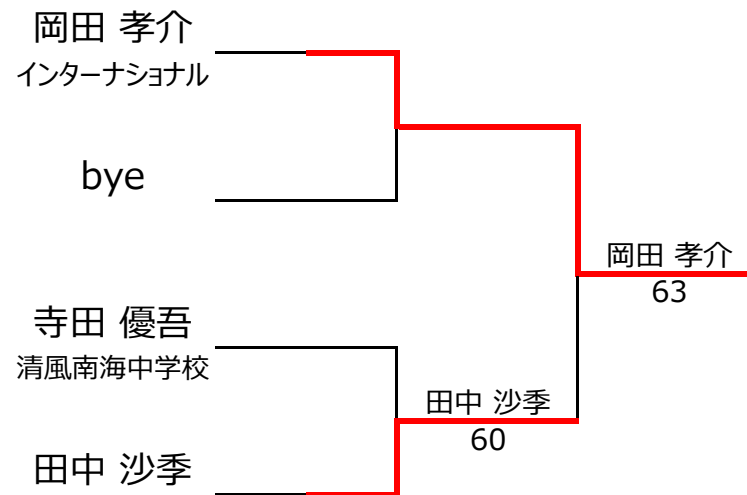 岡田 孝介
インターナショナル
bye
岡田 孝介
63
寺田 優吾
清風南海中学校
田中 沙季
60
田中 沙季